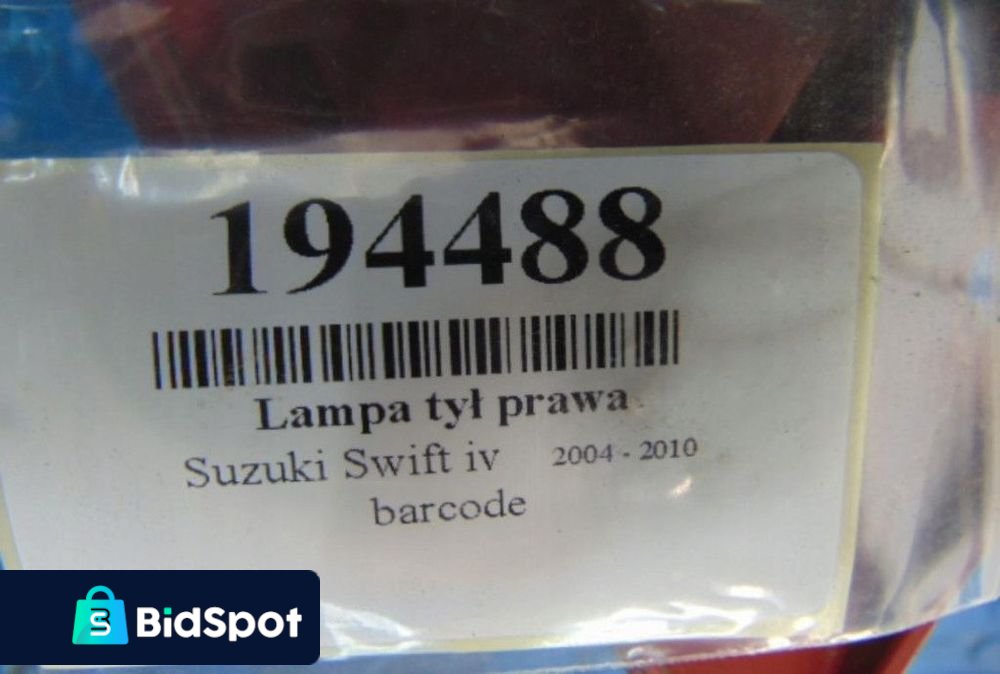 194488
Lampa tył prawa
Suzuki Swift iv 2004 - 2010
barcode
BidSpot